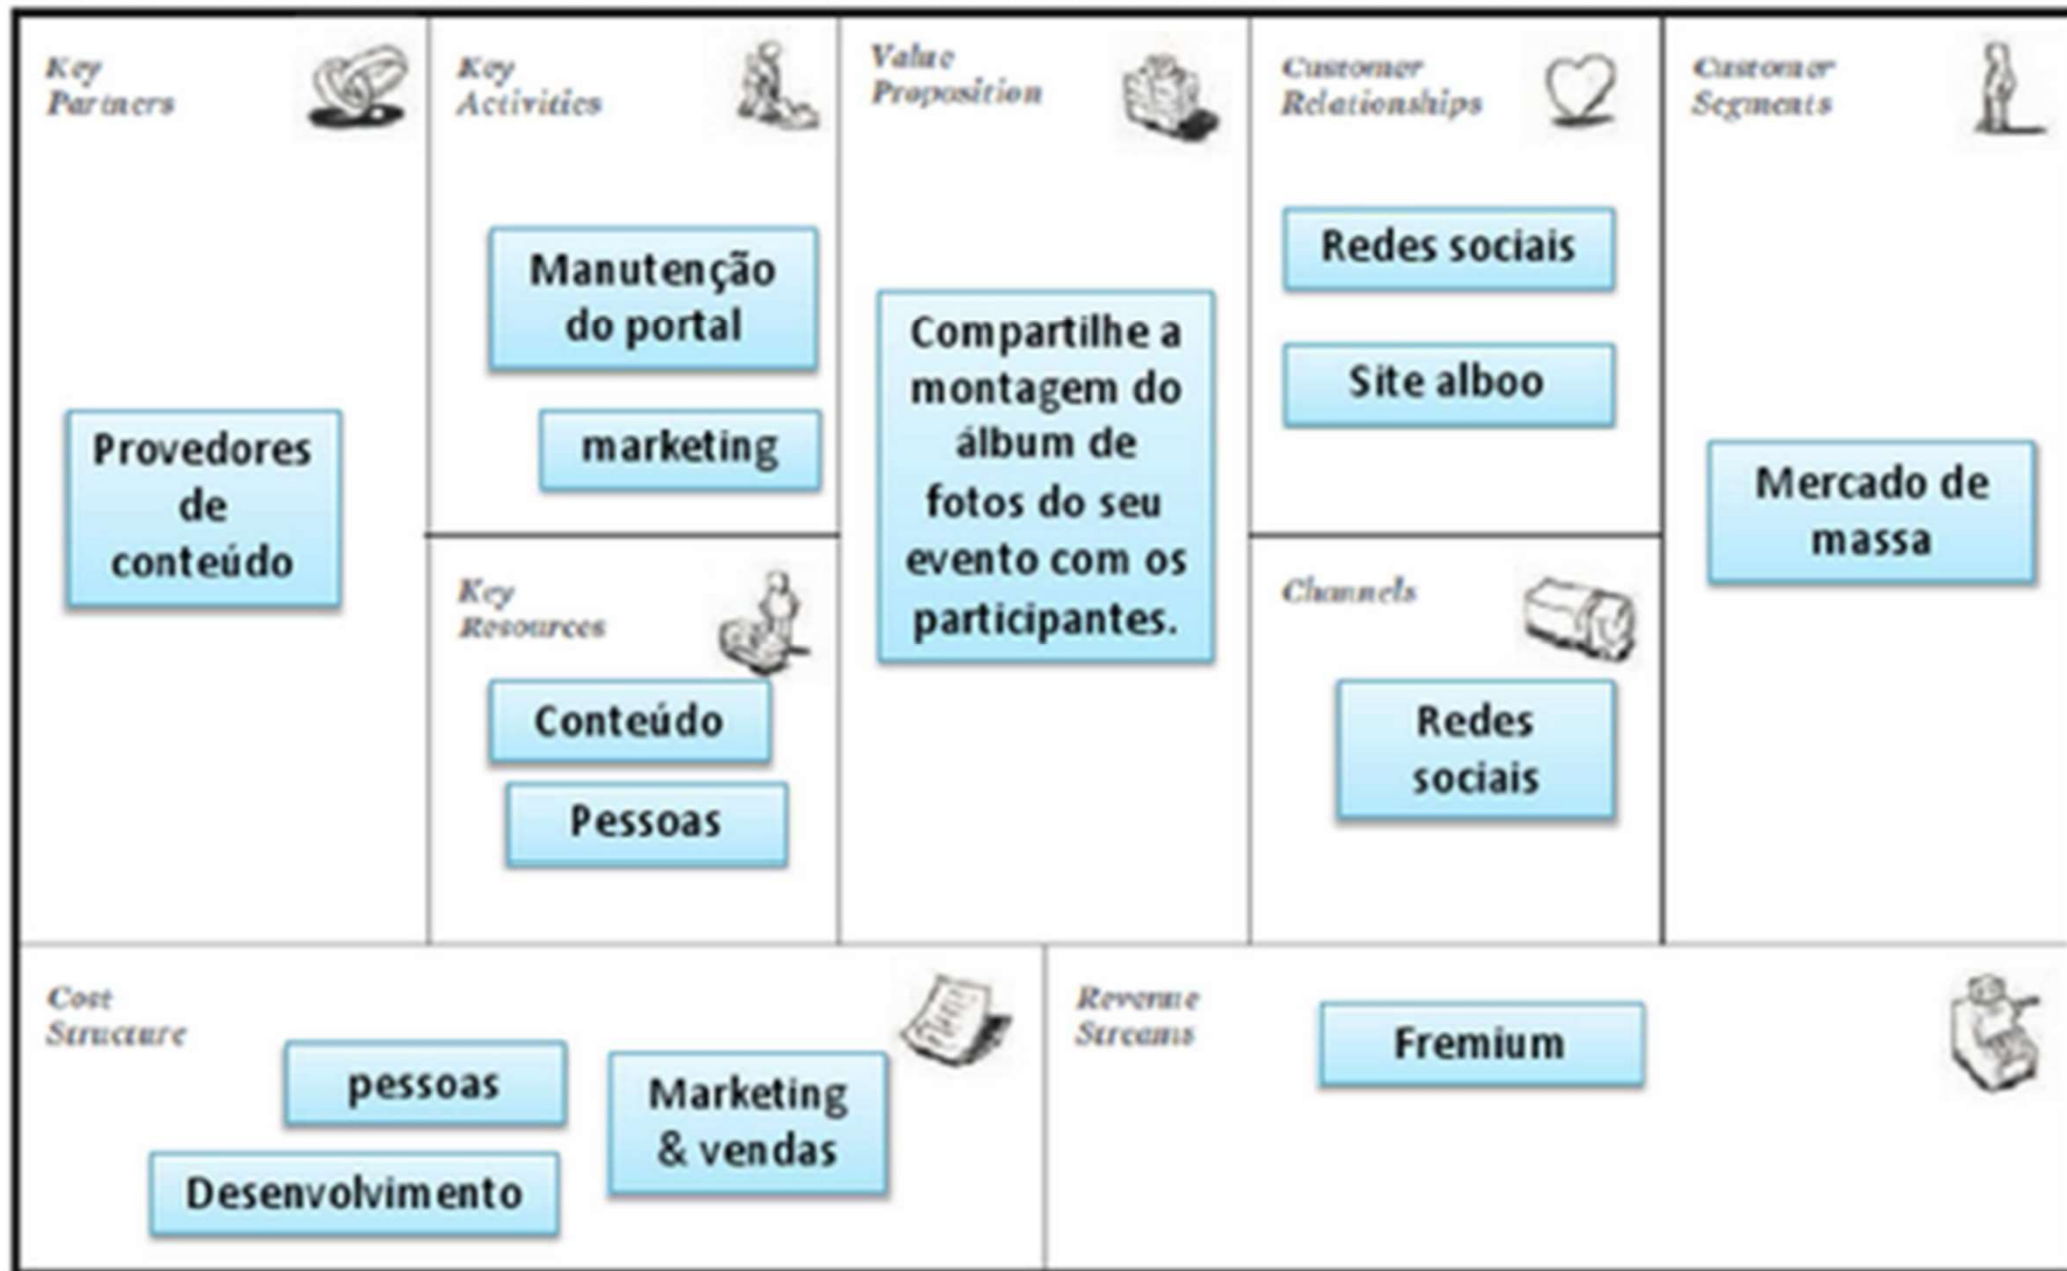 Key
Partners
Provedores
de
conteúdo
Key
Activities
Manutenção
do portal
marketing
Key
Resources
Conteúdo
Pessoas
Value
Proposition
Compartilhe a
montagem do
álbum de
fotos do seu
evento com os
participantes.
Customer
Relationships
Redes sociais
Site alboo
Channels
Redes
sociais
Customer
Segments
Mercado de
massa
Cost
Structure
pessoas
Desenvolvimento
Marketing
& vendas
Revenue
Streams
Fremium